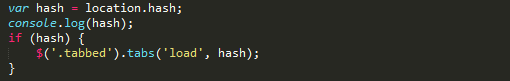 var hash = location.hash;
console.log(hash);
if (hash) {
    $('.tabbed').tabs('load', hash);
}